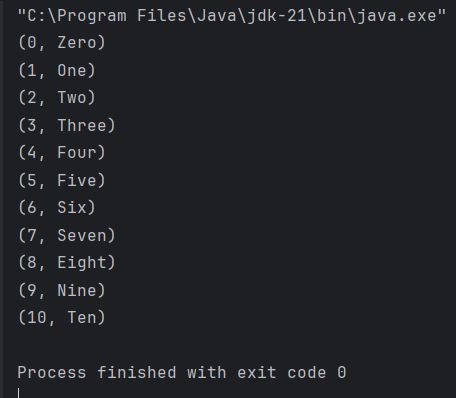 "C:\Program Files\Java\jdk-21\bin\java.exe"
(0, Zero)
(1, One)
(2, Two)
(3, Three)
(4, Four)
(5, Five)
(6, Six)
(7, Seven)
(8, Eight)
(9, Nine)
(10, Ten)
Process finished with exit code 0